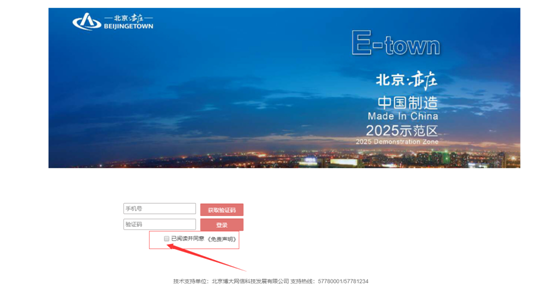 北京·亦庄
BEIJINGETOWN
E-town
北京·亦庄
中国制造
Made In China
2025示范区
2025 Demonstration Zone
手机号 获取验证码
验证码 登录
已阅读并同意 《免责声明》
技术支持单位：北京博大网信科技发展有限公司 支持热线：57780001/57781234